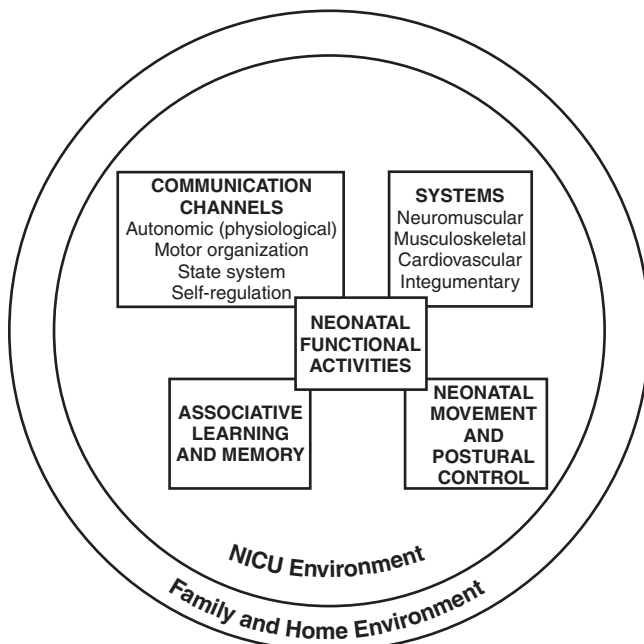 COMMUNICATION
CHANNELS
Autonomic (physiological)
Motor organization
State system
Self-regulation
SYSTEMS
Neuromuscular
Musculoskeletal
Cardiovascular
Integumentary
NEONATAL
FUNCTIONAL
ACTIVITIES
ASSOCIATIVE
LEARNING
AND MEMORY
NEONATAL
MOVEMENT
AND
POSTURAL
CONTROL
NICU Environment
Family and Home Environment